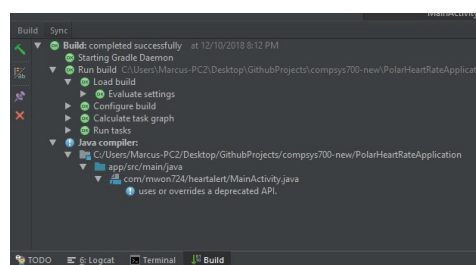 MainActivity
Build Sync
Build: completed successfully at 12/10/2018 8:12 PM
Starting Gradle Daemon
Run build C:\Users\Marcus-PC2\Desktop\GithubProjects\compsys700-new\PolarHeartRateApplicat
Load build
Evaluate settings
Configure build
Calculate task graph
Run tasks
Java compiler:
C:/Users/Marcus-PC2/Desktop/GithubProjects/compsys700-new/PolarHeartRateApplication
app/src/main/java
com/mwon724/heartalert/MainActivity.java
uses or overrides a deprecated API.
TODO 6: Logcat Terminal Build